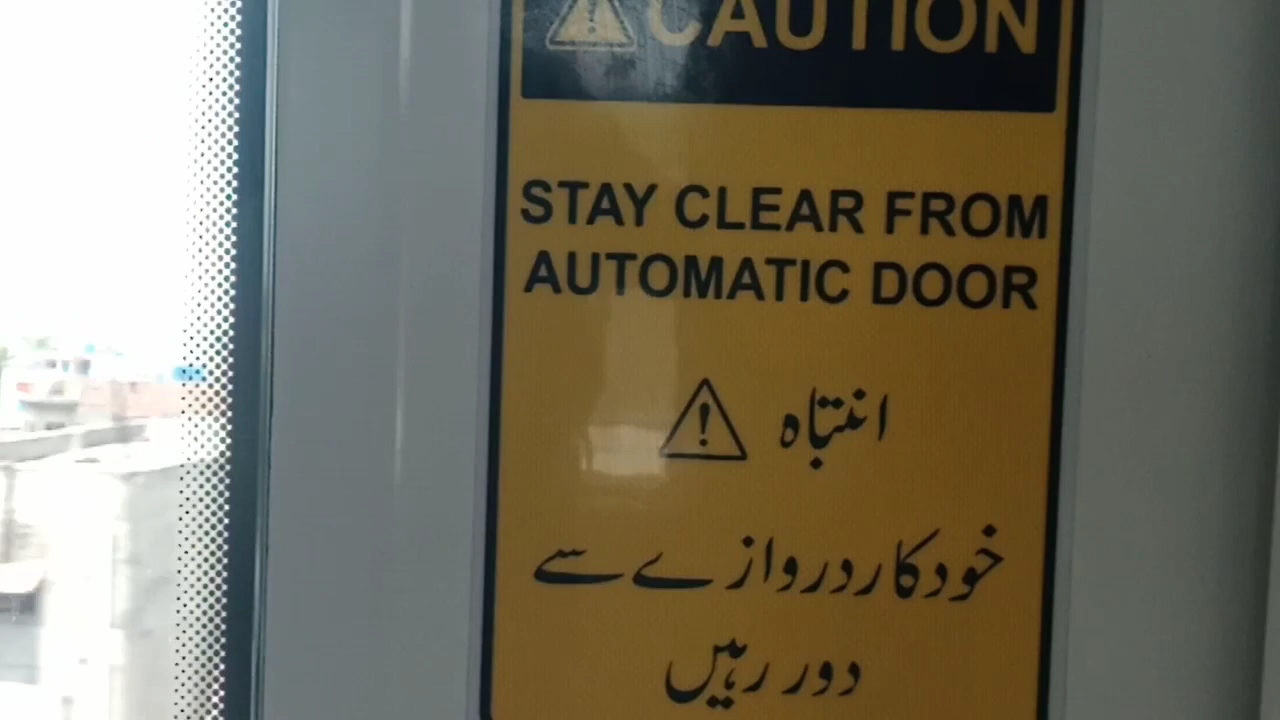 CAUTION
STAY CLEAR FROM
AUTOMATIC DOOR
انتباہ
خودکار دروازے سے
دور رہیں